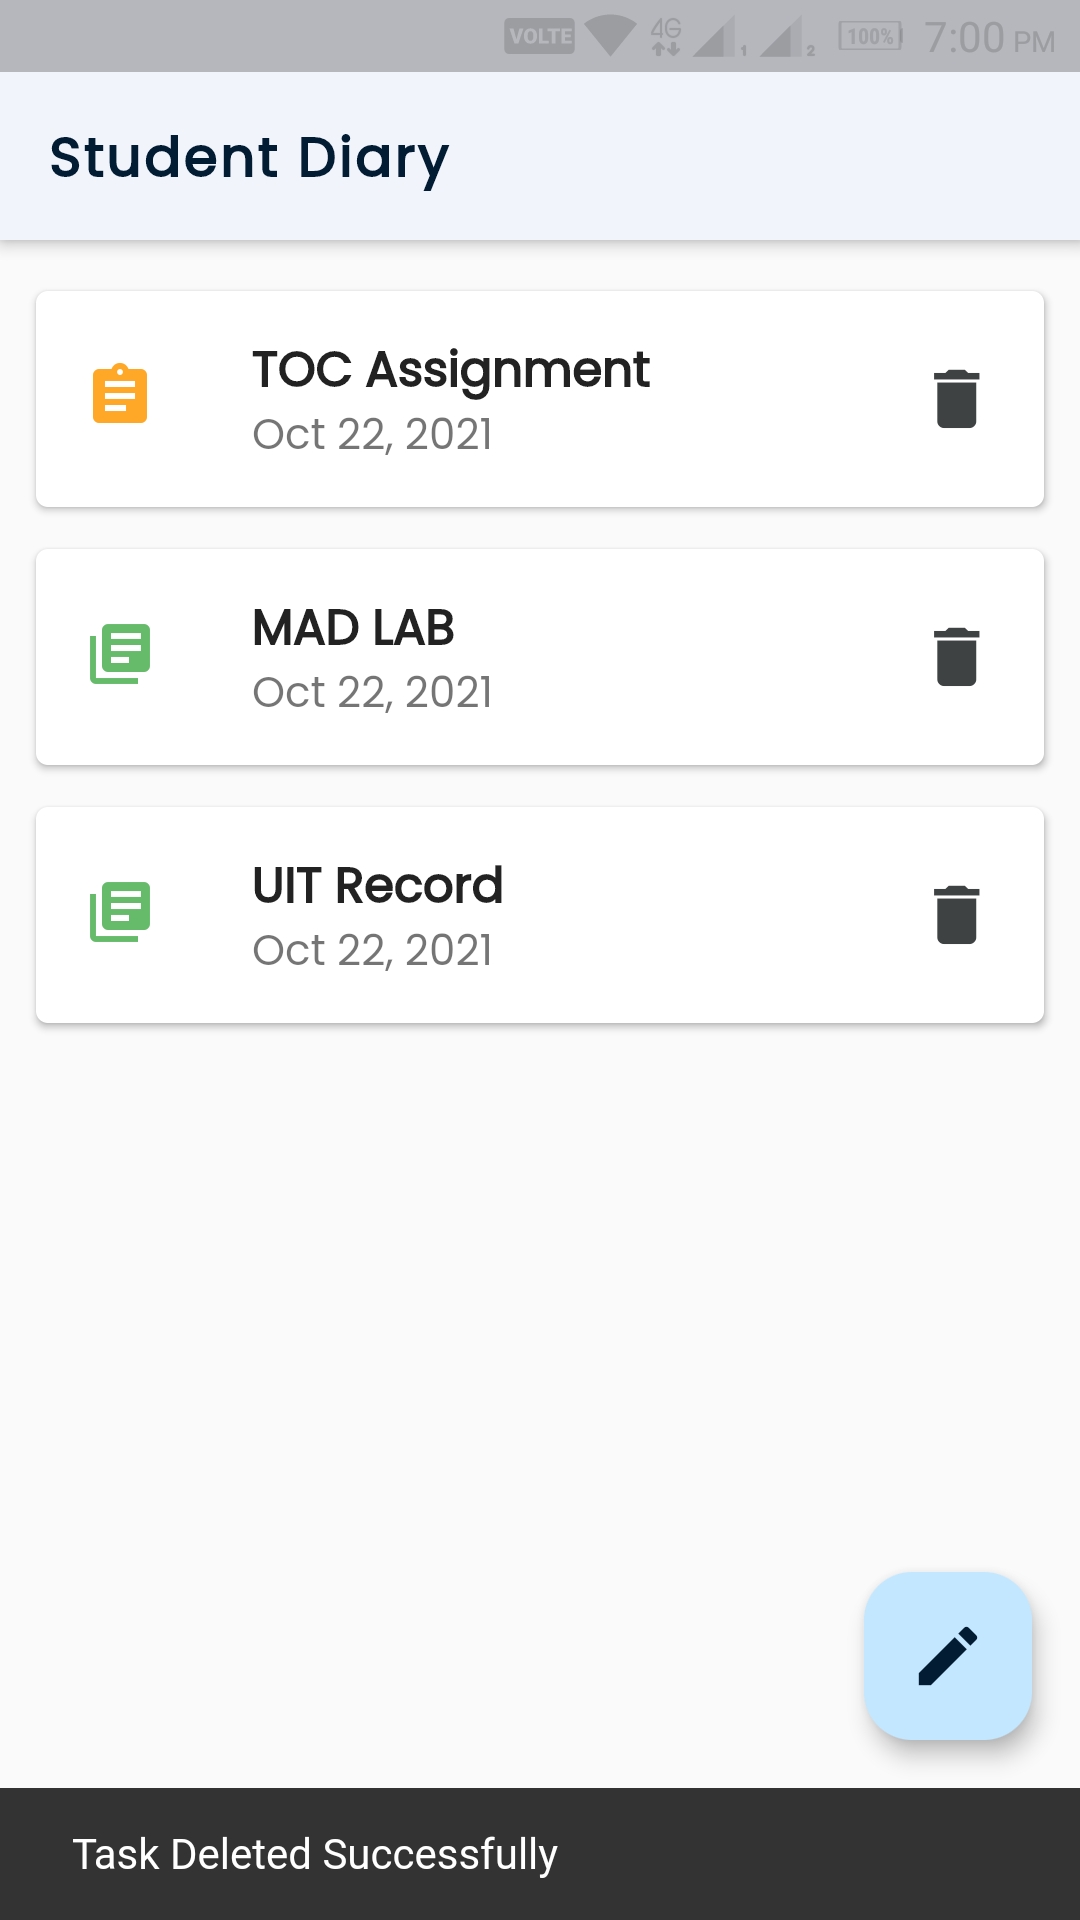 VOLTE 4G 1 2 100% 7:00 PM
Student Diary
TOC Assignment
Oct 22, 2021
MAD LAB
Oct 22, 2021
UIT Record
Oct 22, 2021
Task Deleted Successfully